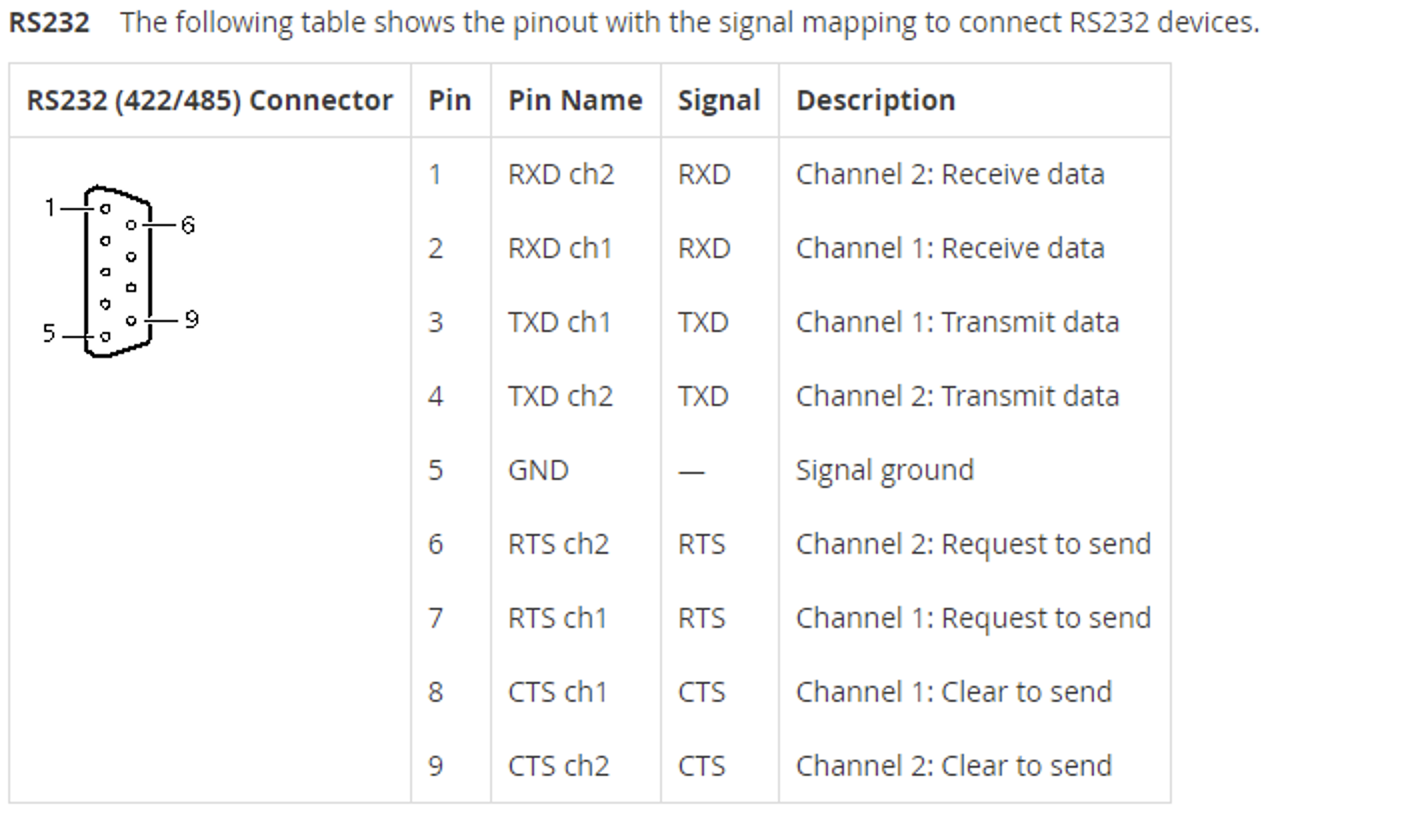 RS232 The following table shows the pinout with the signal mapping to connect RS232 devices.
RS232 (422/485) Connector Pin Pin Name Signal Description
1 6 9 5
1 RXD ch2 RXD Channel 2: Receive data
2 RXD ch1 RXD Channel 1: Receive data
3 TXD ch1 TXD Channel 1: Transmit data
4 TXD ch2 TXD Channel 2: Transmit data
5 GND — Signal ground
6 RTS ch2 RTS Channel 2: Request to send
7 RTS ch1 RTS Channel 1: Request to send
8 CTS ch1 CTS Channel 1: Clear to send
9 CTS ch2 CTS Channel 2: Clear to send